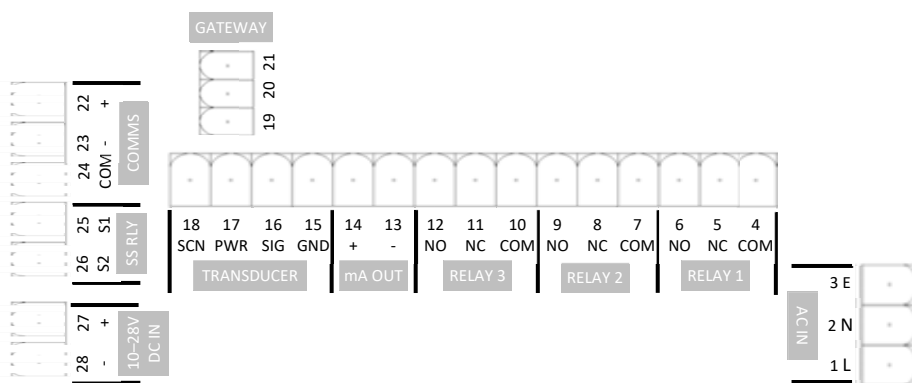 GATEWAY
21
20
19
22 +
23 -
24 COM
COMMS
25 S1
26 S2
SS RLY
27 +
28 -
10–28V
DC IN
18 17 16 15 14 13 12 11 10 9 8 7 6 5 4
SCN PWR SIG GND + - NO NC COM NO NC COM NO NC COM
TRANSDUCER mA OUT RELAY 3 RELAY 2 RELAY 1
3 E
2 N
1 L
AC IN